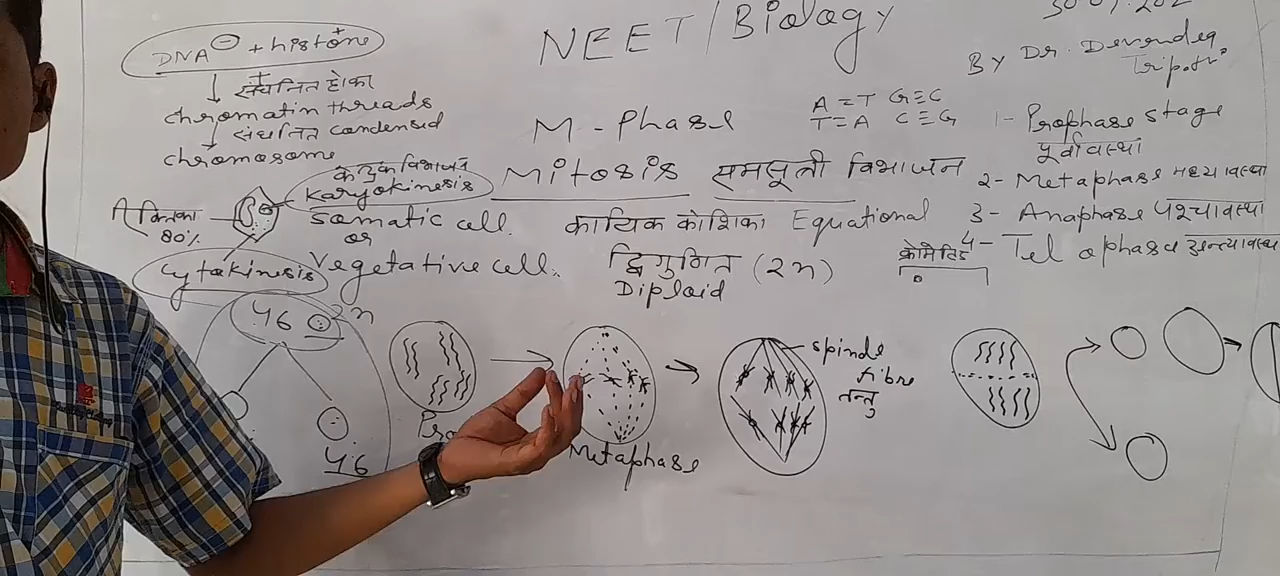 DNA⊖ + histone+
संघनित होकर
chromatin threads
संघनित condensed
chromosome
NEET/Biology
By Dr. Devendra
M-Phase
A=T G≡C
T=A C≡G
Mitosis समसूत्री विभाजन
केन्द्रक विभाजन
Karyokinesis
80%
Cytokinesis
Somatic cell.
or
Vegetative cell.
कायिक कोशिका Equational
द्विगुणित (2n)
Diploid
1- Prophase stage
पूर्वावस्था
2- Metaphase मध्यावस्था
3- Anaphase पश्चावस्था
4- Telophase अन्त्यावस्था
46 2n
46
Pro
Metaphase
Spindle
fibre
तन्तु